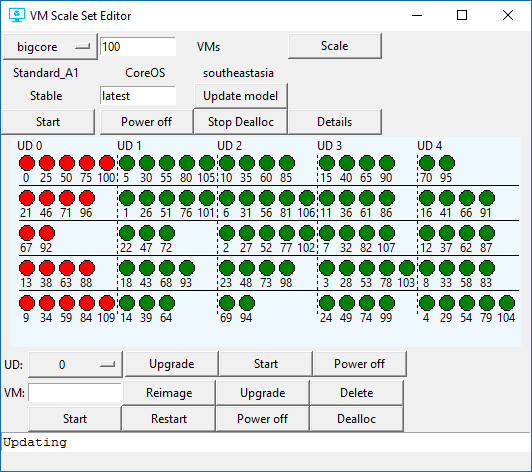 VM Scale Set Editor
bigcore 100 VMs Scale
Standard_A1 CoreOS southeastasia
Stable latest Update model
Start Power off Stop Dealloc Details
UD 0 UD 1 UD 2 UD 3 UD 4
0 25 50 75 100 5 30 55 80 105 10 35 60 85 15 40 65 90 70 95
21 46 71 96 1 26 51 76 101 6 31 56 81 106 11 36 61 86 16 41 66 91
67 92 22 47 72 2 27 52 77 102 7 32 82 107 12 37 62 87
13 38 63 88 18 43 68 93 23 48 73 98 3 28 53 78 103 8 33 58 83
9 34 59 84 109 14 39 64 69 94 24 49 74 99 4 29 54 79 104
UD: 0 Upgrade Start Power off
VM: Reimage Upgrade Delete
Start Restart Power off Dealloc
Updating